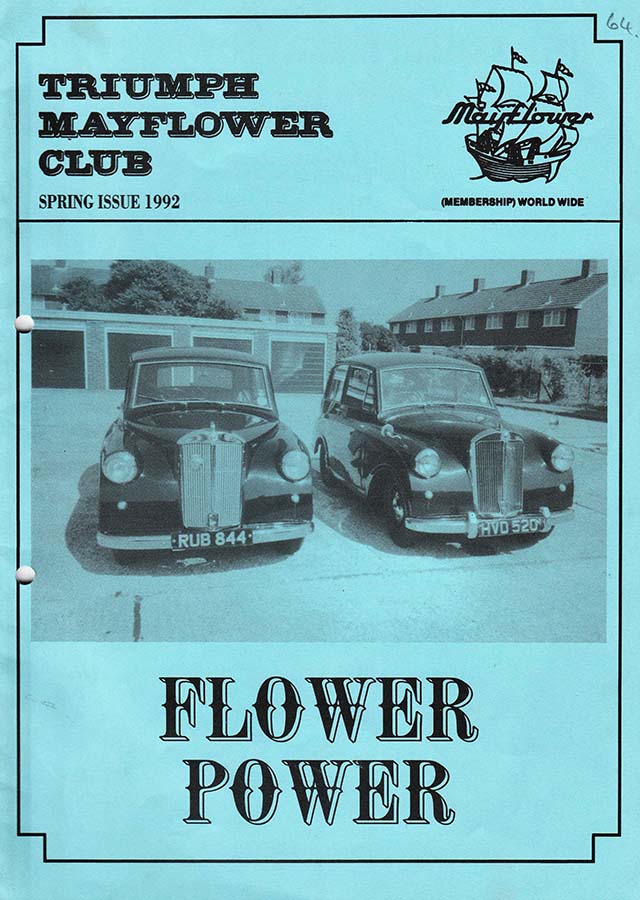 64.
TRIUMPH
MAYFLOWER
CLUB
SPRING ISSUE 1992
Mayflower
(MEMBERSHIP) WORLD WIDE
RUB 844
HVD 520
FLOWER
POWER